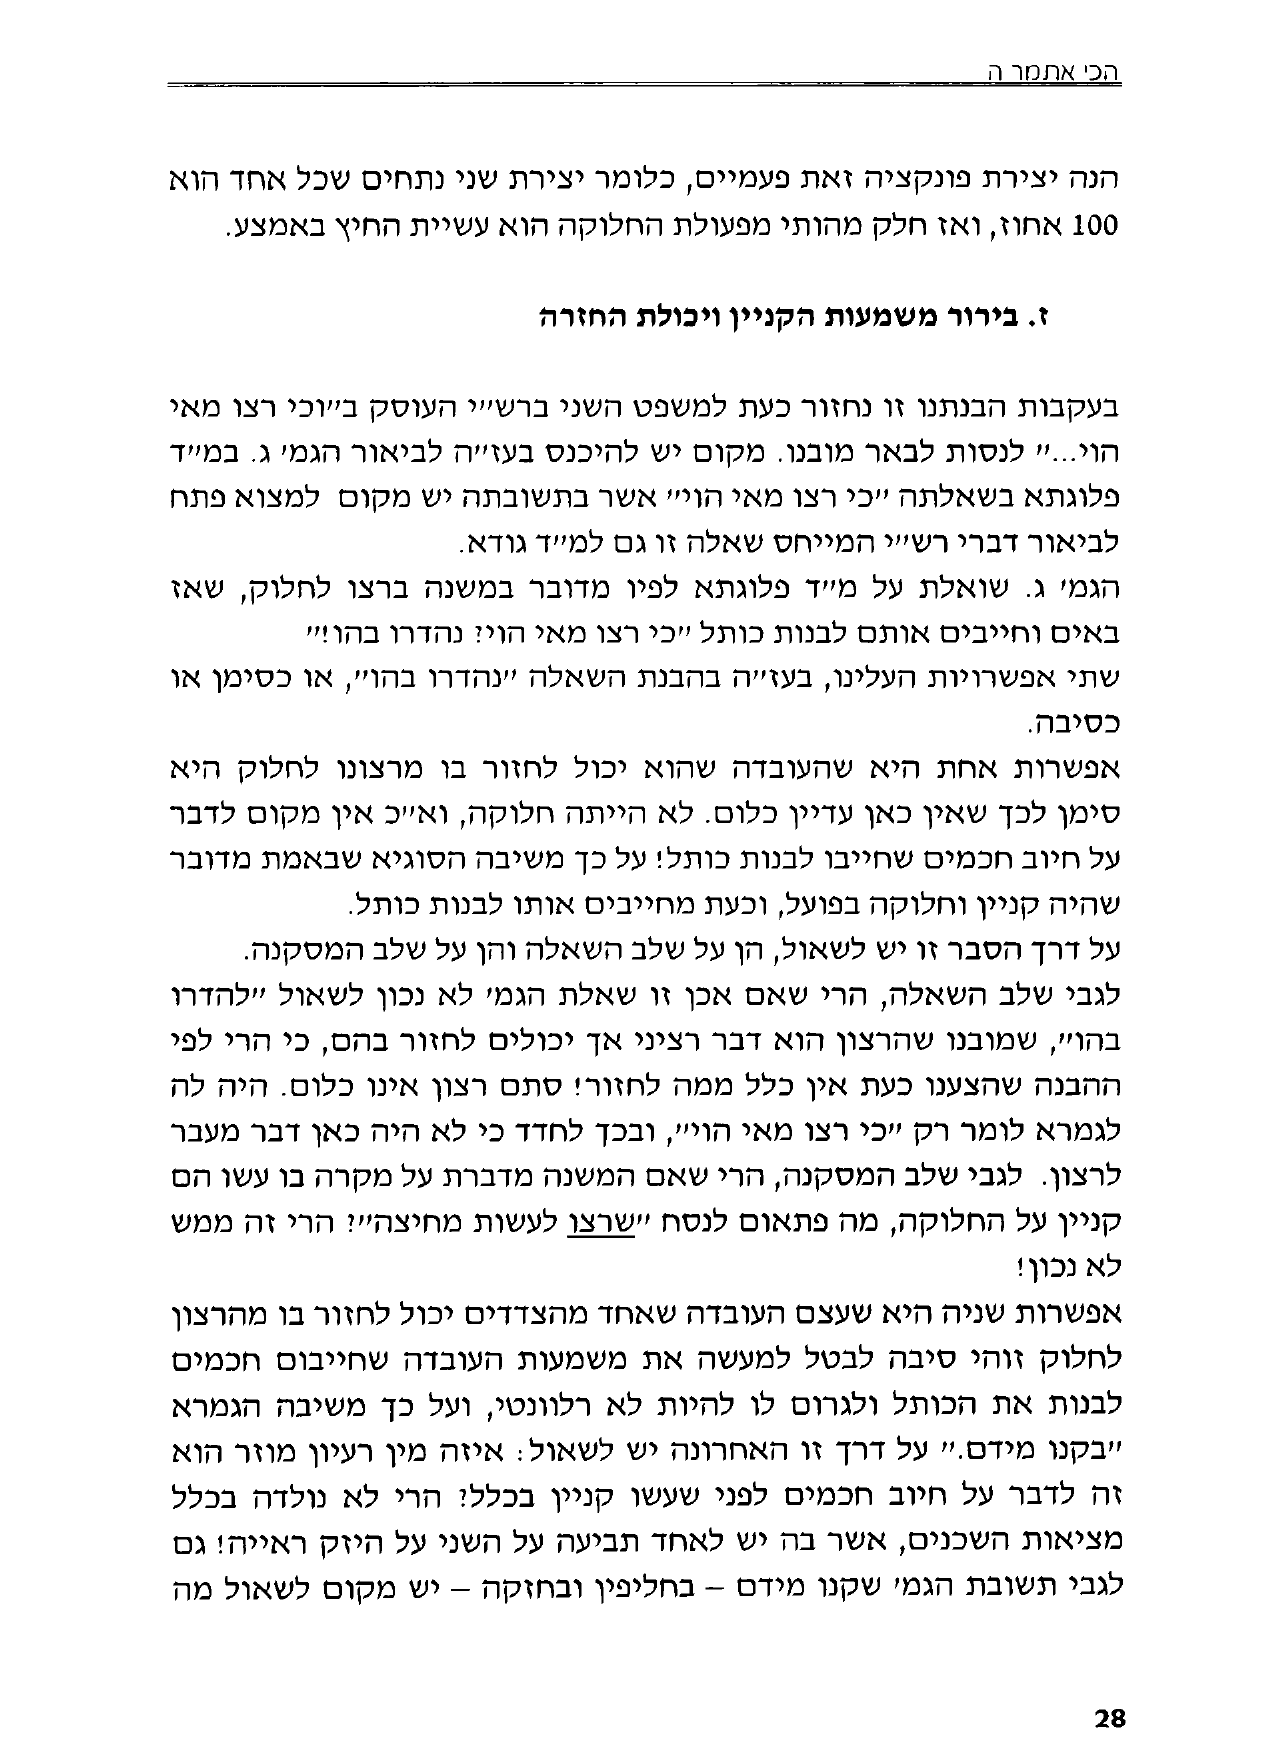 הכי אתמר ה
הנה יצירת פונקציה זאת פעמיים, כלומר יצירת שני נתחים שכל אחד הוא
100 אחוז, ואז חלק מהותי מפעולת החלוקה הוא עשיית החיץ באמצע.
ז. בירור משמעות הקניין ויכולת החזרה
בעקבות הבנתנו זו נחזור כעת למשפט השני ברש״י העוסק ב״וכי רצו מאי
הוי...״ לנסות לבאר מובנו. מקום יש להיכנס בעז״ה לביאור הגמ׳ ג. במ״ד
פלוגתא בשאלתה ״כי רצו מאי הוי״ אשר בתשובתה יש מקום למצוא פתח
לביאור דברי רש״י המייחס שאלה זו גם למ״ד גודא.
הגמ׳ ג. שואלת על מ״ד פלוגתא לפיו מדובר במשנה ברצו לחלוק, שאז
באים וחייבים אותם לבנות כותל ״כי רצו מאי הוי? נהדרו בהו!״
שתי אפשרויות העלינו, בעז״ה בהבנת השאלה ״נהדרו בהו״, או כסימן או
כסיבה.
אפשרות אחת היא שהעובדה שהוא יכול לחזור בו מרצונו לחלוק היא
סימן לכך שאין כאן עדיין כלום. לא הייתה חלוקה, וא״כ אין מקום לדבר
על חיוב חכמים שחייבו לבנות כותל! על כך משיבה הסוגיא שבאמת מדובר
שהיה קניין וחלוקה בפועל, וכעת מחייבים אותו לבנות כותל.
על דרך הסבר זו יש לשאול, הן על שלב השאלה והן על שלב המסקנה.
לגבי שלב השאלה, הרי שאם אכן זו שאלת הגמ׳ לא נכון לשאול ״להדרו
בהו״, שמובנו שהרצון הוא דבר רציני אך יכולים לחזור בהם, כי הרי לפי
ההבנה שהצענו כעת אין כלל ממה לחזור! סתם רצון אינו כלום. היה לה
לגמרא לומר רק ״כי רצו מאי הוי״, ובכך לחדד כי לא היה כאן דבר מעבר
לרצון. לגבי שלב המסקנה, הרי שאם המשנה מדברת על מקרה בו עשו הם
קניין על החלוקה, מה פתאום לנסח ״שרצו לעשות מחיצה״? הרי זה ממש
לא נכון!
אפשרות שניה היא שעצם העובדה שאחד מהצדדים יכול לחזור בו מהרצון
לחלוק זוהי סיבה לבטל למעשה את משמעות העובדה שחייבום חכמים
לבנות את הכותל ולגרום לו להיות לא רלוונטי, ועל כך משיבה הגמרא
״בקנו מידם.״ על דרך זו האחרונה יש לשאול: איזה מין רעיון מוזר הוא
זה לדבר על חיוב חכמים לפני שעשו קניין בכלל? הרי לא נולדה בכלל
מציאות השכנים, אשר בה יש לאחד תביעה על השני על היזק ראייה! גם
לגבי תשובת הגמ׳ שקנו מידם – בחליפין ובחזקה – יש מקום לשאול מה
28